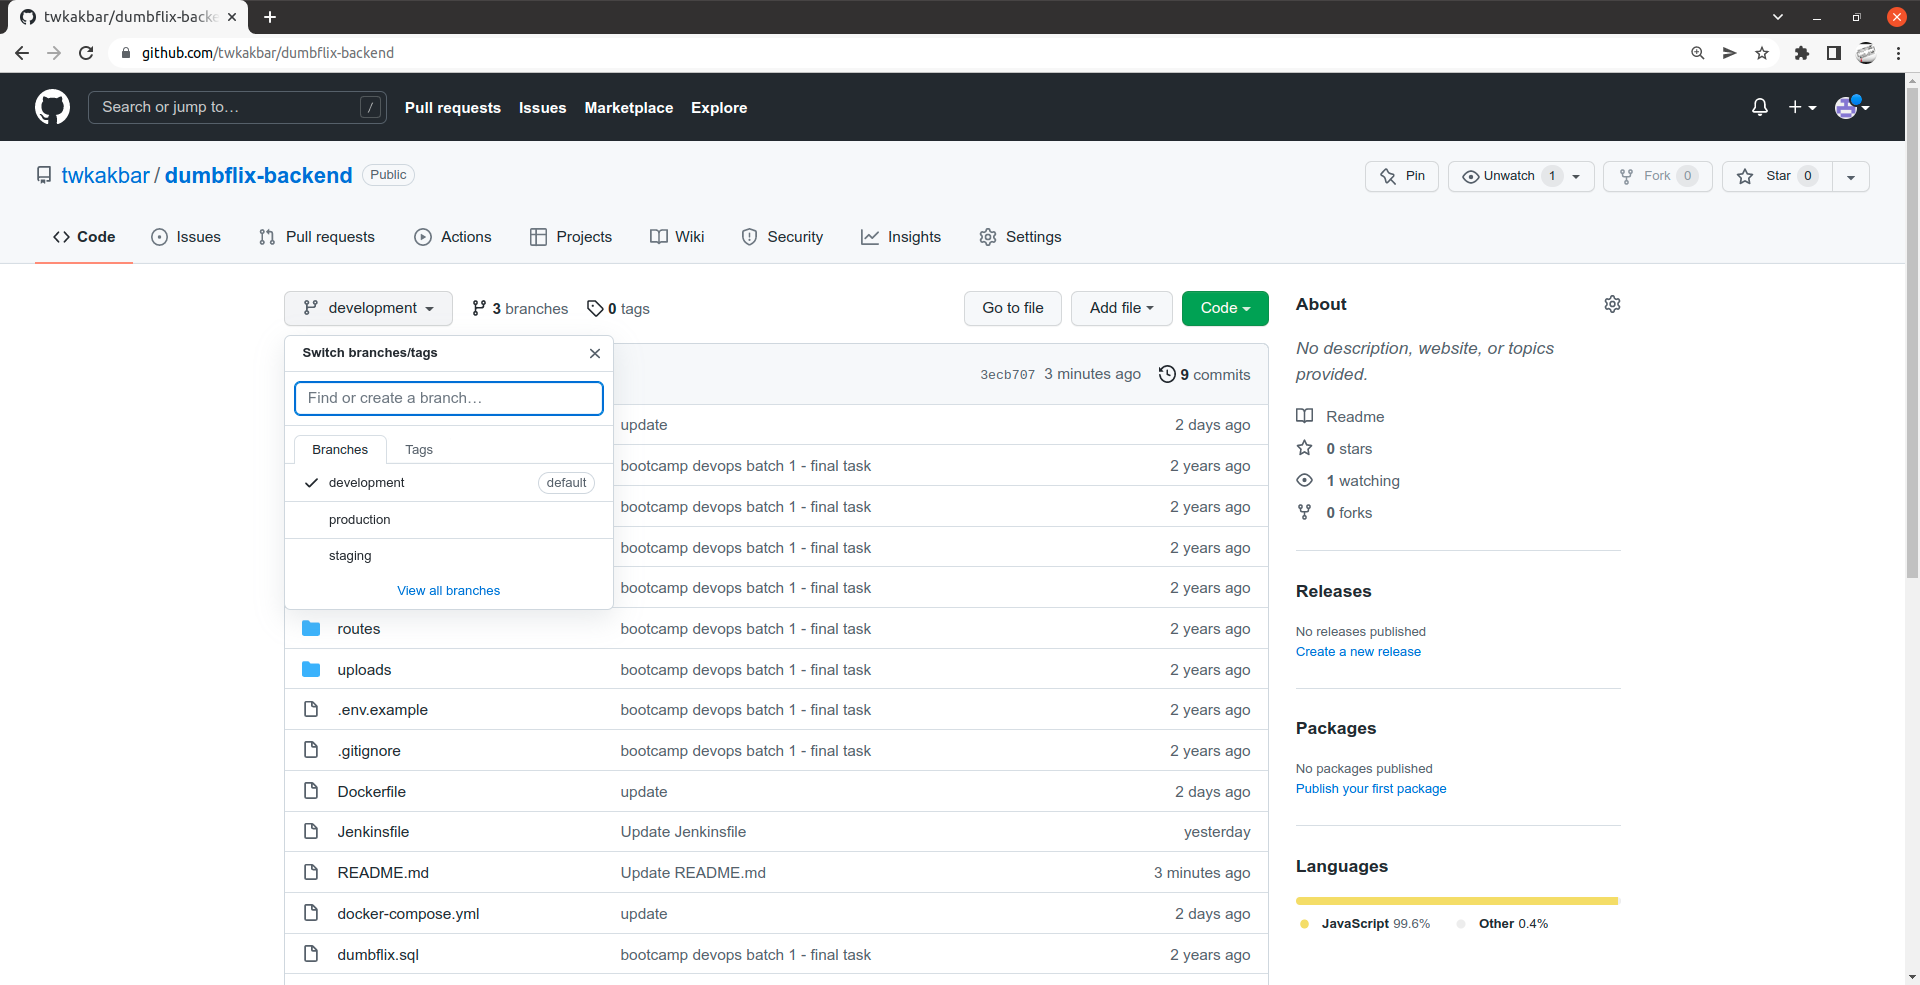 twkakbar/dumbflix-backe
github.com/twkakbar/dumbflix-backend
Search or jump to…
/
Pull requests
Issues
Marketplace
Explore
twkakbar / dumbflix-backend
Public
Pin
Unwatch 1
Fork 0
Star 0
Code
Issues
Pull requests
Actions
Projects
Wiki
Security
Insights
Settings
development
3 branches
0 tags
Go to file
Add file
Code
Switch branches/tags
Find or create a branch…
Branches
Tags
development
default
production
staging
View all branches
3ecb707 3 minutes ago
9 commits
update 2 days ago
bootcamp devops batch 1 - final task 2 years ago
bootcamp devops batch 1 - final task 2 years ago
bootcamp devops batch 1 - final task 2 years ago
bootcamp devops batch 1 - final task 2 years ago
routes bootcamp devops batch 1 - final task 2 years ago
uploads bootcamp devops batch 1 - final task 2 years ago
.env.example bootcamp devops batch 1 - final task 2 years ago
.gitignore bootcamp devops batch 1 - final task 2 years ago
Dockerfile update 2 days ago
Jenkinsfile Update Jenkinsfile yesterday
README.md Update README.md 3 minutes ago
docker-compose.yml update 2 days ago
dumbflix.sql bootcamp devops batch 1 - final task 2 years ago
About
No description, website, or topics
provided.
Readme
0 stars
1 watching
0 forks
Releases
No releases published
Create a new release
Packages
No packages published
Publish your first package
Languages
JavaScript 99.6%
Other 0.4%